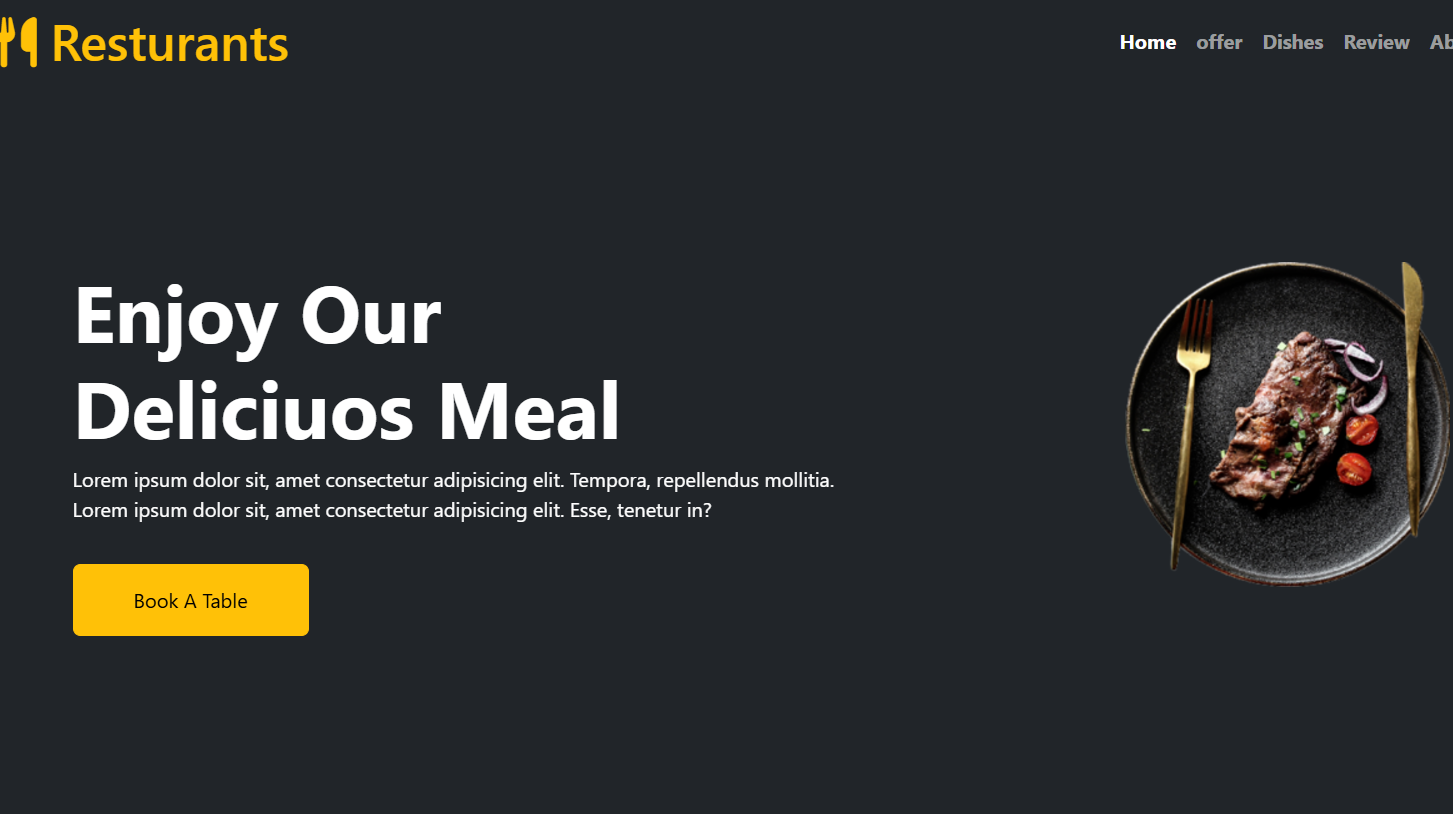 Resturants
Home offer Dishes Review Ab
Enjoy Our
Deliciuos Meal
Lorem ipsum dolor sit, amet consectetur adipisicing elit. Tempora, repellendus mollitia.
Lorem ipsum dolor sit, amet consectetur adipisicing elit. Esse, tenetur in?
Book A Table